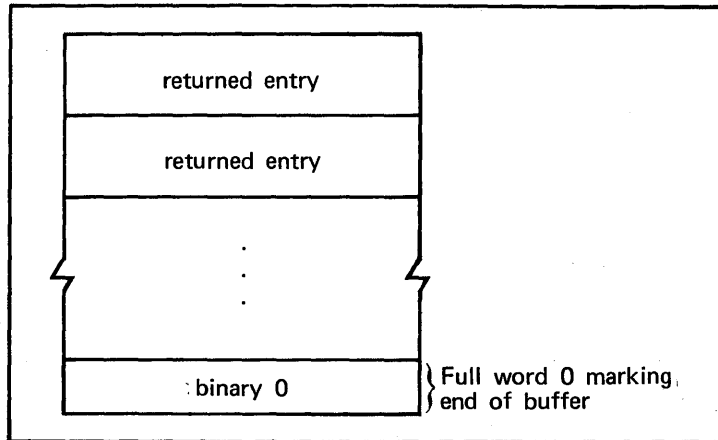 returned entry
returned entry
.
.
.
binary 0
Full word 0 marking
end of buffer